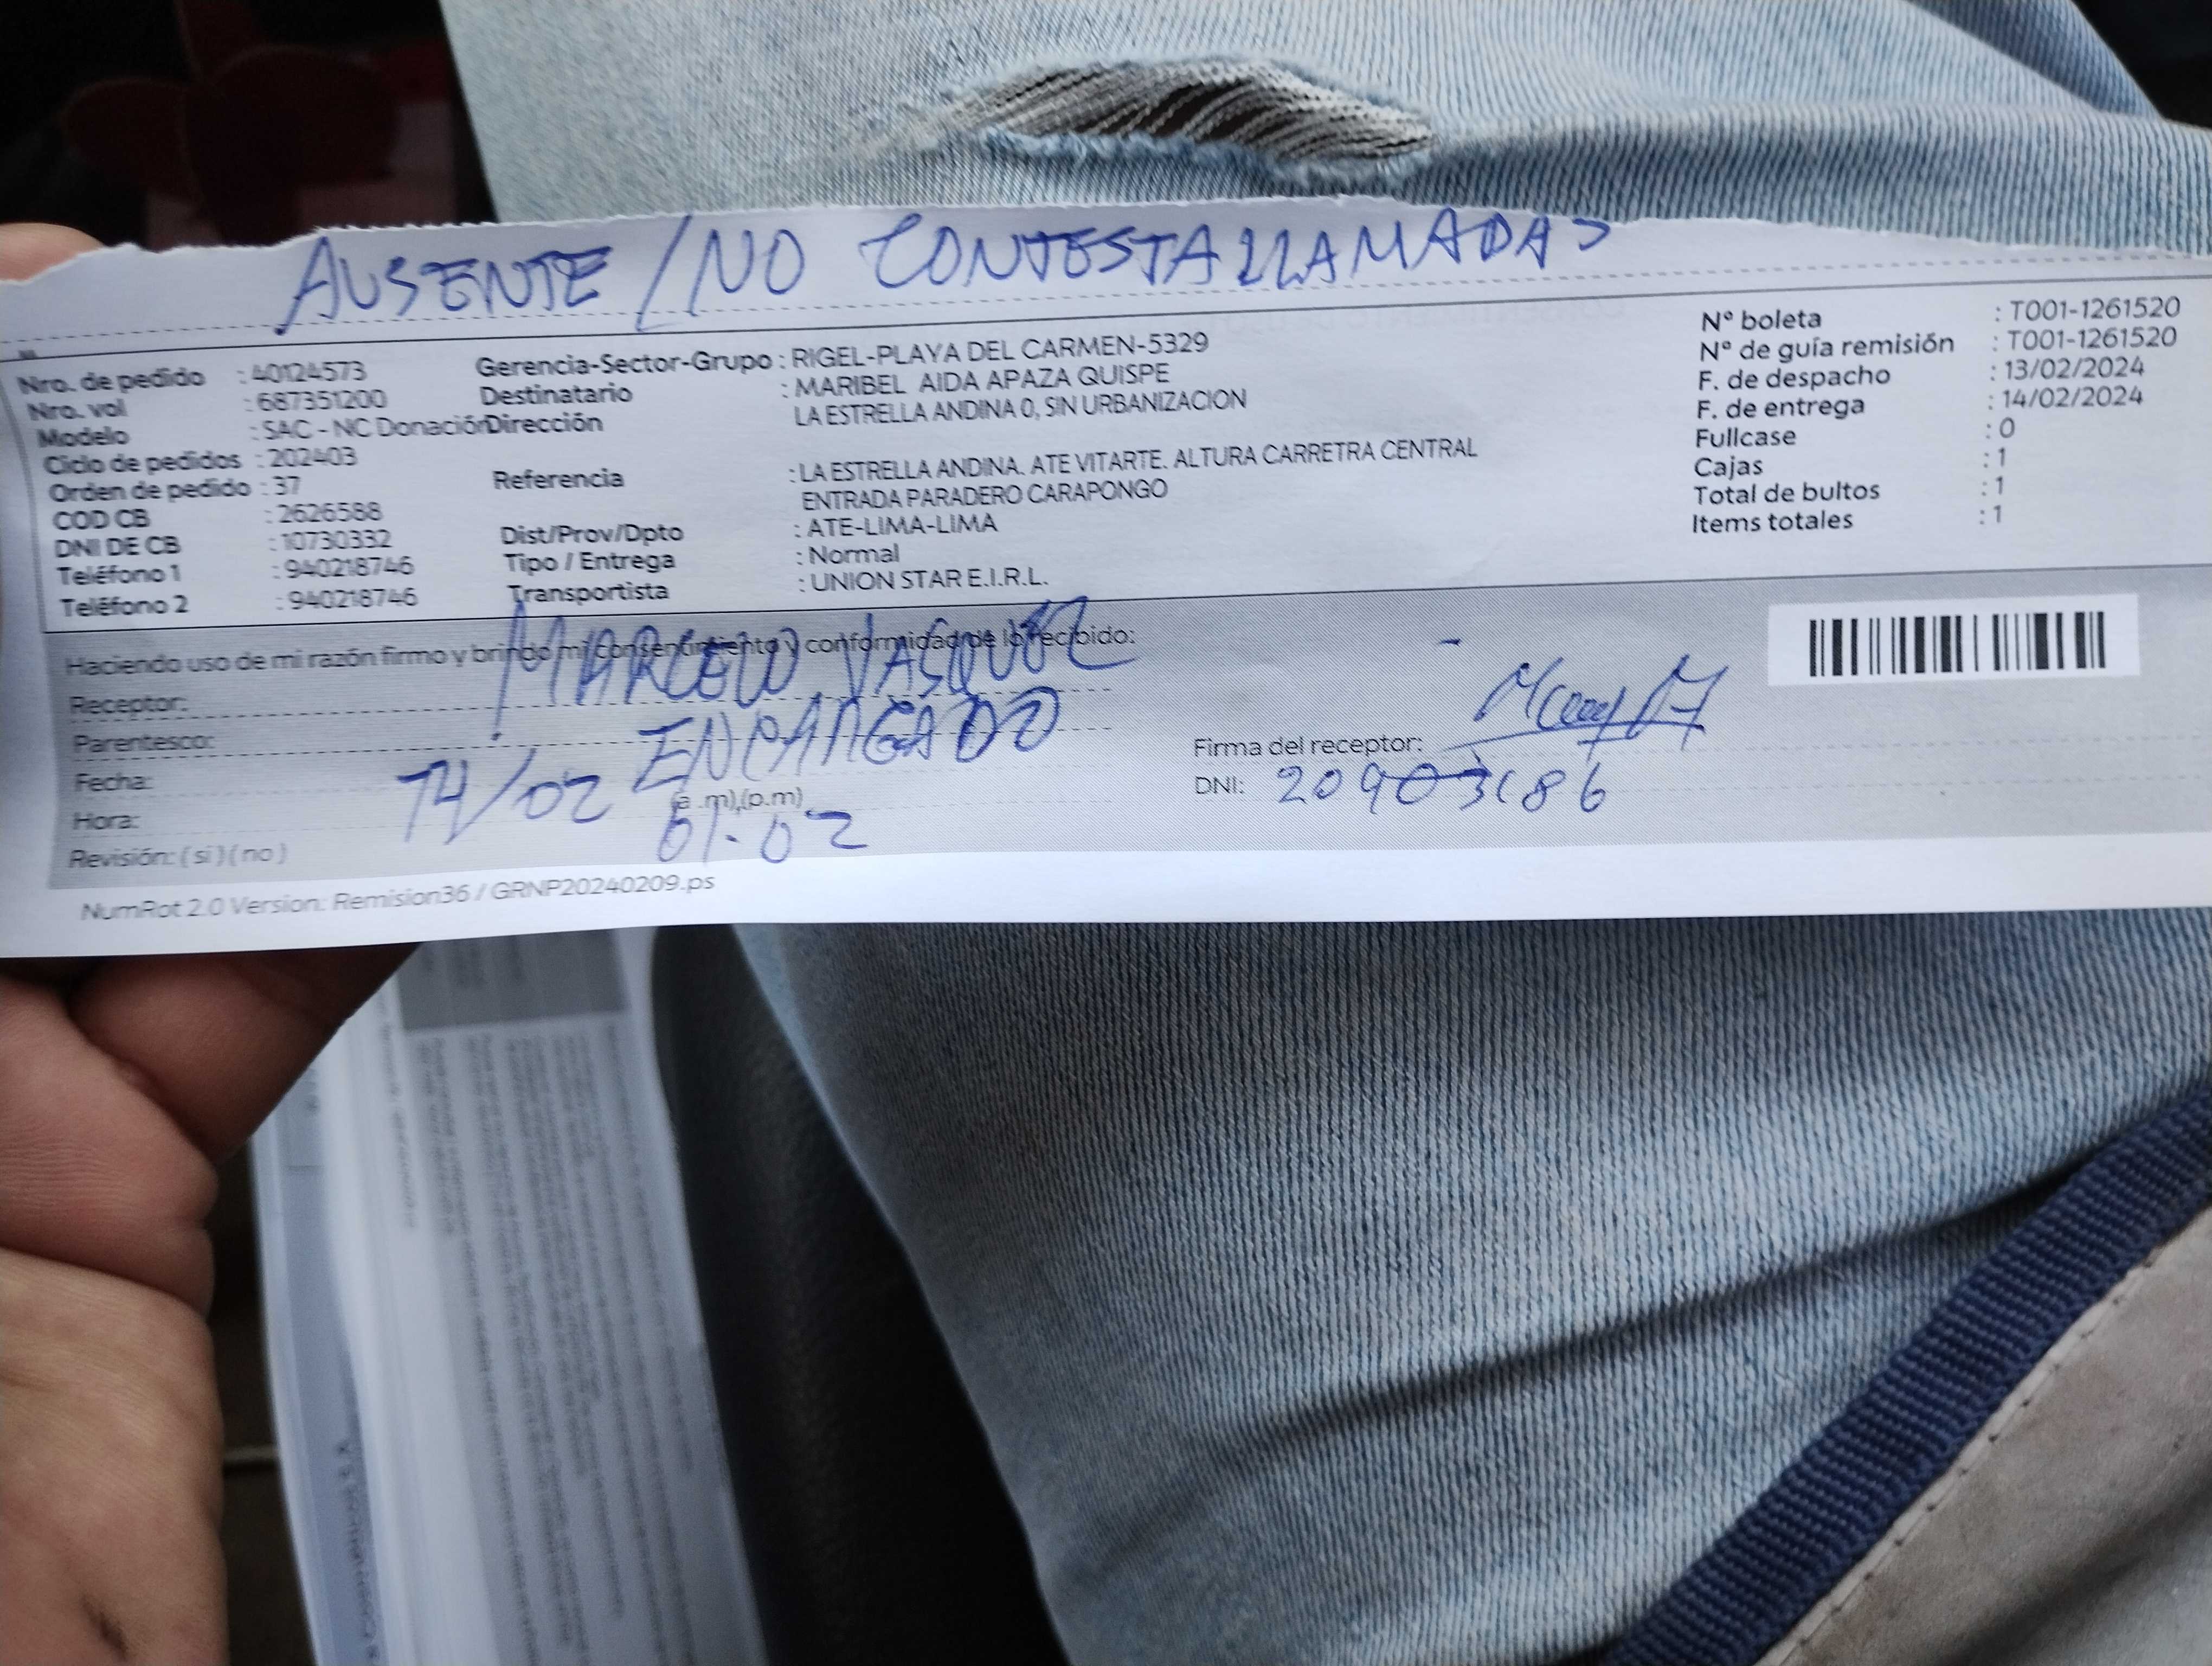 AUSENTE / NO CONTESTA LLAMADAS
Nro. de pedido : 40124573
Nro. vol : 687351200
Modelo : SAC - NC Donación
Ciclo de pedidos : 202403
Orden de pedido : 37
COD CB : 2626588
DNI DE CB : 10730332
Teléfono 1 : 940218746
Teléfono 2 : 940218746
Gerencia-Sector-Grupo : RIGEL-PLAYA DEL CARMEN-5329
Destinatario : MARIBEL AIDA APAZA QUISPE
Dirección LA ESTRELLA ANDINA 0, SIN URBANIZACION
Referencia : LA ESTRELLA ANDINA. ATE VITARTE. ALTURA CARRETRA CENTRAL
ENTRADA PARADERO CARAPONGO
Dist/Prov/Dpto : ATE-LIMA-LIMA
Tipo / Entrega : Normal
Transportista : UNION STAR E.I.R.L.
N° boleta : T001-1261520
N° de guía remisión : T001-1261520
F. de despacho : 13/02/2024
F. de entrega : 14/02/2024
Fullcase : 0
Cajas : 1
Total de bultos : 1
Items totales : 1
Haciendo uso de mi razón firmo y brindo mi consentimiento y conformidad de lo recibido:
Receptor: MARCELO VASQUEZ
Parentesco: ENCARGADO
Fecha: 14/02
Hora: (a .m),(p.m) 01:02
Revisión: ( si ) ( no )
Firma del receptor:
DNI: 20903186
NumRot 2.0 Version: Remision36 / GRNP20240209.ps